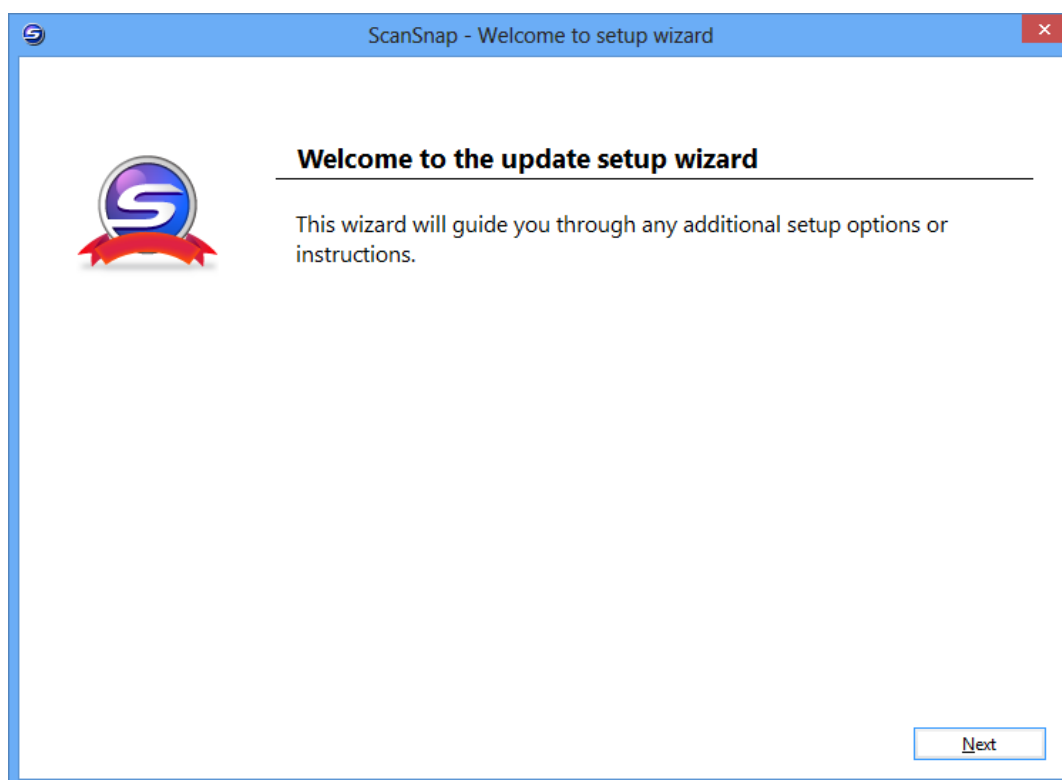 ScanSnap - Welcome to setup wizard
Welcome to the update setup wizard
This wizard will guide you through any additional setup options or
instructions.
Next